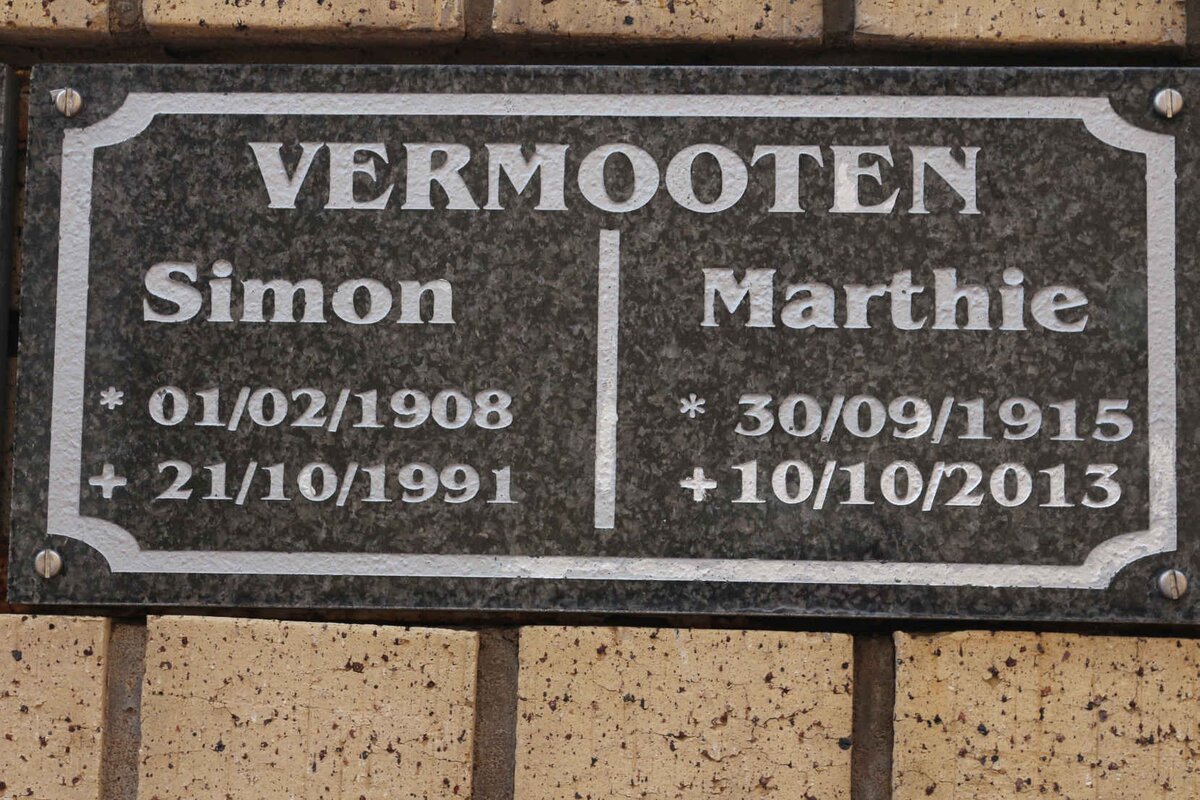 VERMOOTEN
Simon
* 01/02/1908
+ 21/10/1991
Marthie
* 30/09/1915
+ 10/10/2013